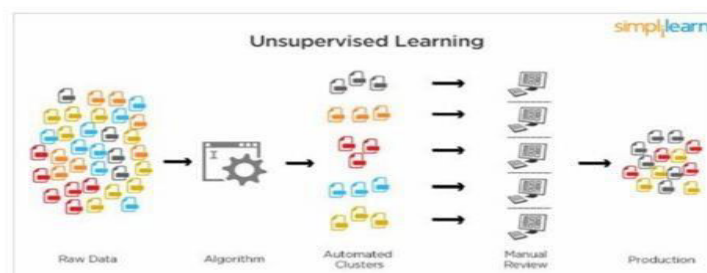 simplilearn
Unsupervised Learning
Raw Data
Algorithm
Automated
Clusters
Manual
Review
Production